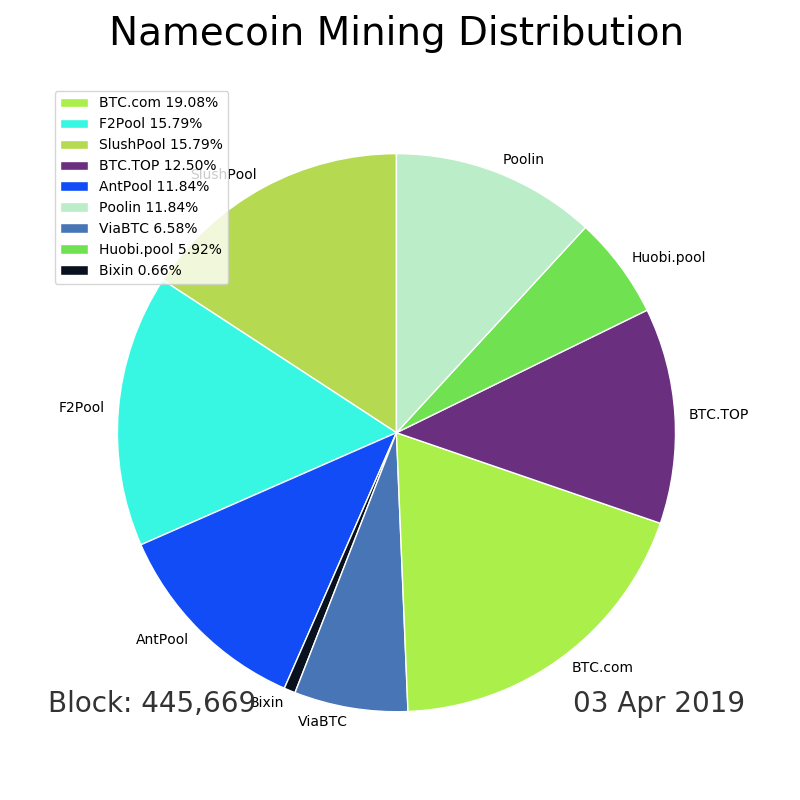 Namecoin Mining Distribution
BTC.com 19.08%
F2Pool 15.79%
SlushPool 15.79%
BTC.TOP 12.50%
AntPool 11.84%
Poolin 11.84%
ViaBTC 6.58%
Huobi.pool 5.92%
Bixin 0.66%
Poolin
SlushPool
Huobi.pool
F2Pool
BTC.TOP
AntPool
BTC.com
Bixin
ViaBTC
Block: 445,669
03 Apr 2019